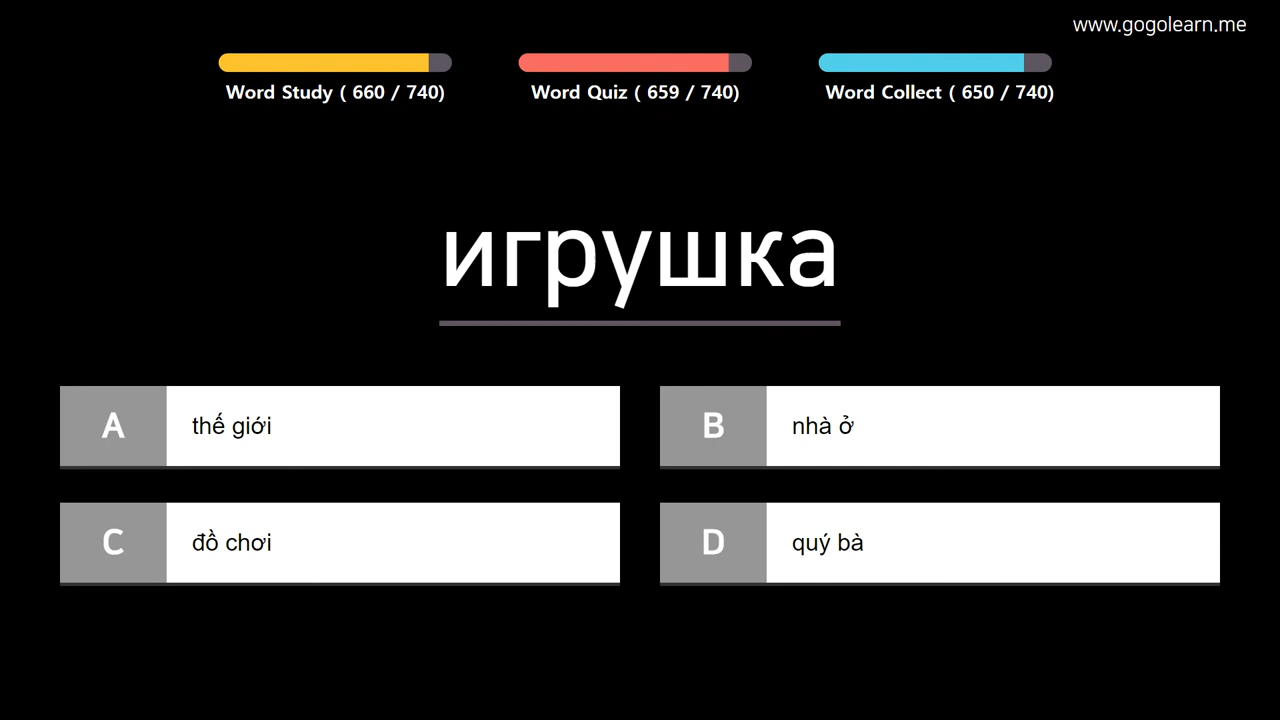 www.gogolearn.me
Word Study ( 660 / 740)
Word Quiz ( 659 / 740)
Word Collect ( 650 / 740)
игрушка
A thế giới
B nhà ở
C đồ chơi
D quý bà